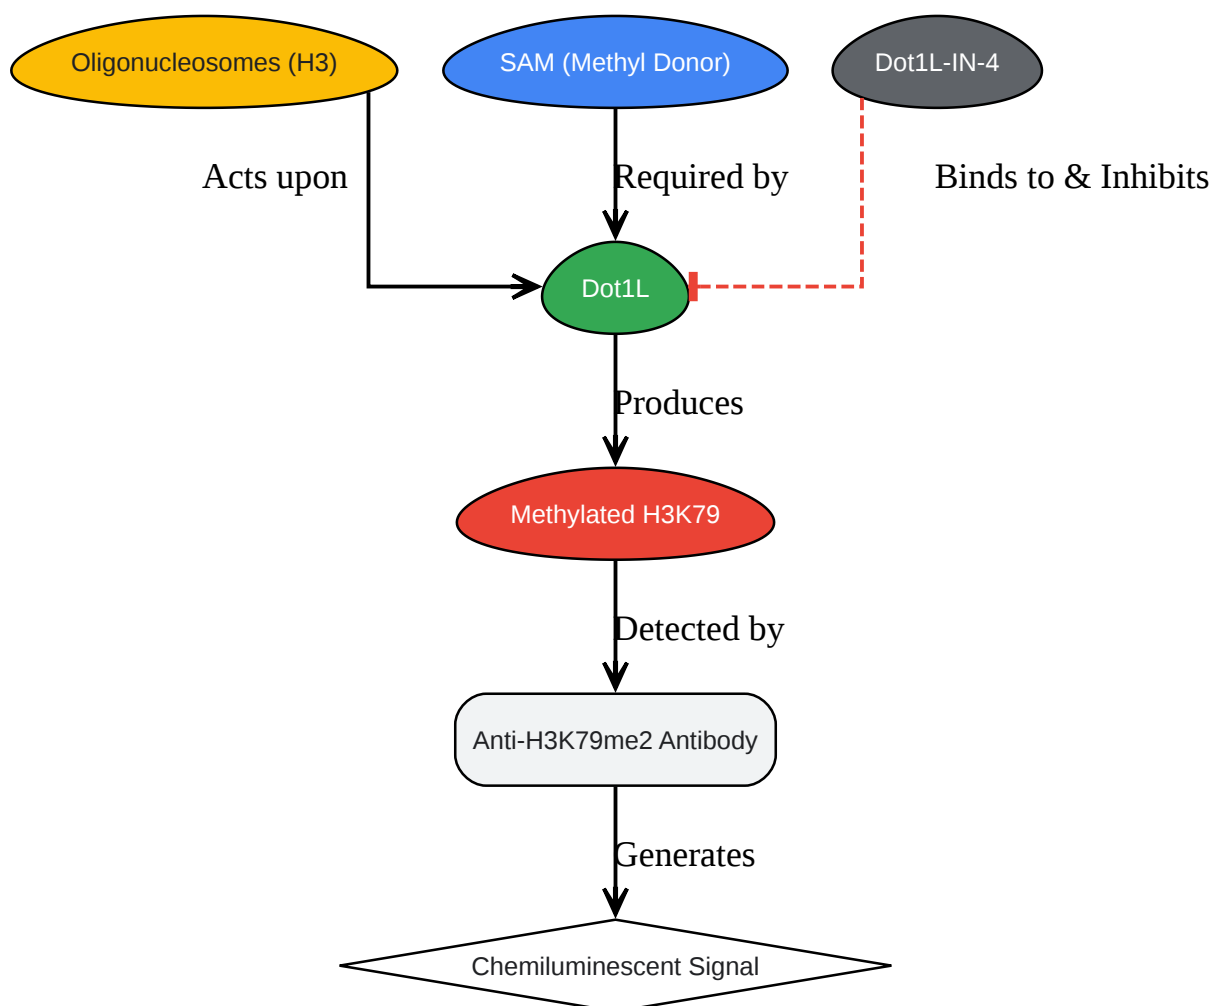 Oligonucleosomes (H3)
SAM (Methyl Donor)
Dot1L-IN-4
Acts upon
Required by
Binds to & Inhibits
Dot1L
Produces
Methylated H3K79
Detected by
Anti-H3K79me2 Antibody
Generates
Chemiluminescent Signal